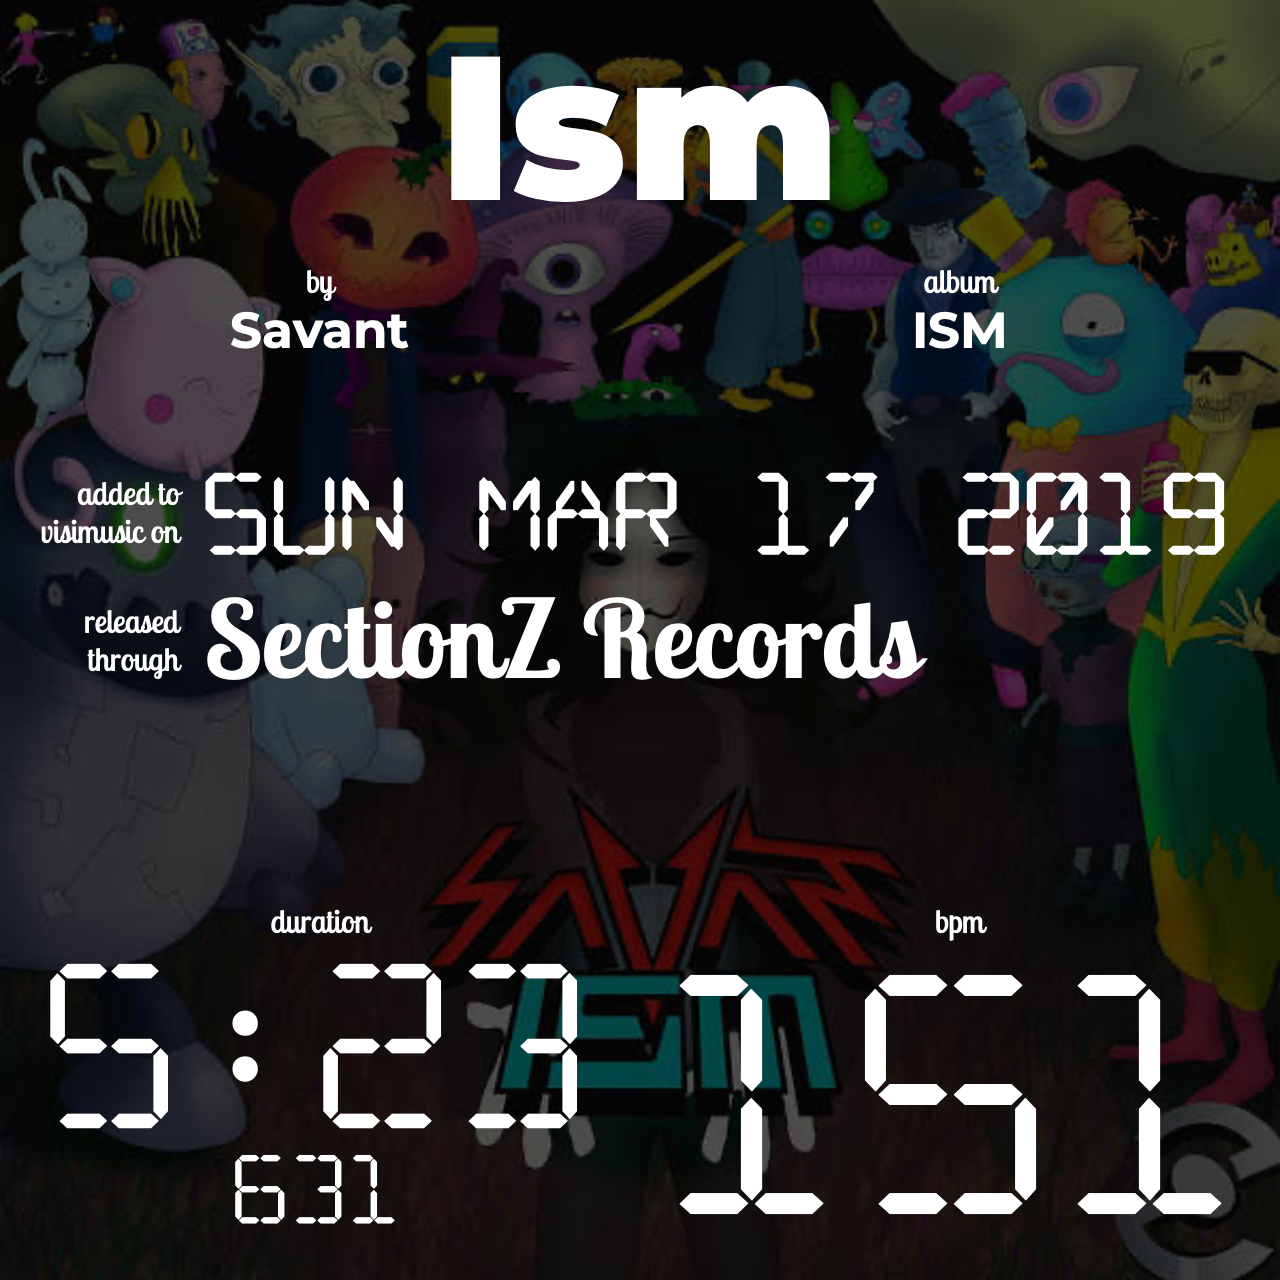 Ism
by
Savant
album
ISM
added to
visimusic on
SUN MAR 17 2019
released
through
SectionZ Records
SAVANT
ISM
duration
5:23
631
bpm
151